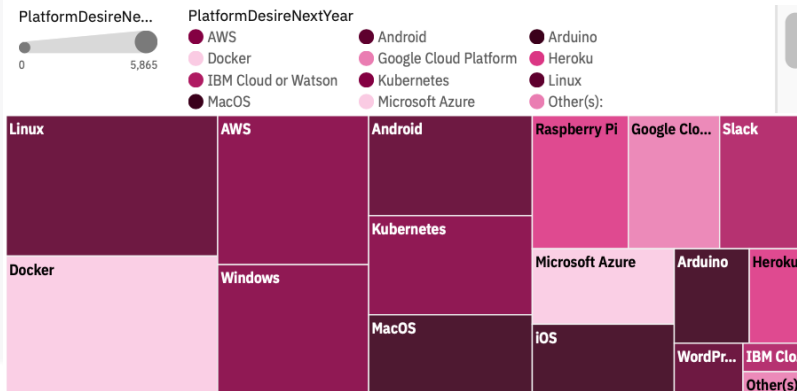 PlatformDesireNe...
0
5,865
PlatformDesireNextYear
AWS
Android
Arduino
Docker
Google Cloud Platform
Heroku
IBM Cloud or Watson
Kubernetes
Linux
MacOS
Microsoft Azure
Other(s):
Linux
AWS
Android
Raspberry Pi
Google Clo...
Slack
Kubernetes
Microsoft Azure
Arduino
Heroku
Docker
Windows
MacOS
iOS
WordPr...
IBM Clo
Other(s)